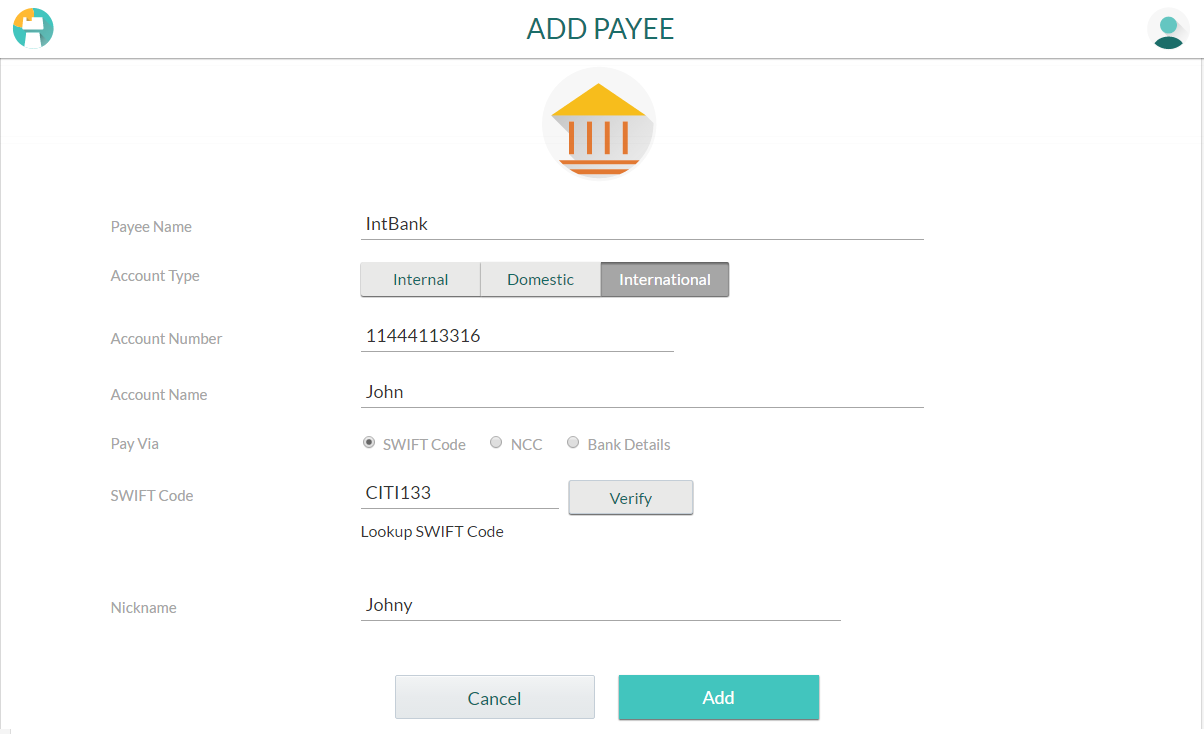 ADD PAYEE
Payee Name IntBank
Account Type Internal Domestic International
Account Number 11444113316
Account Name John
Pay Via SWIFT Code NCC Bank Details
SWIFT Code CITI133 Verify
Lookup SWIFT Code
Nickname Johny
Cancel Add